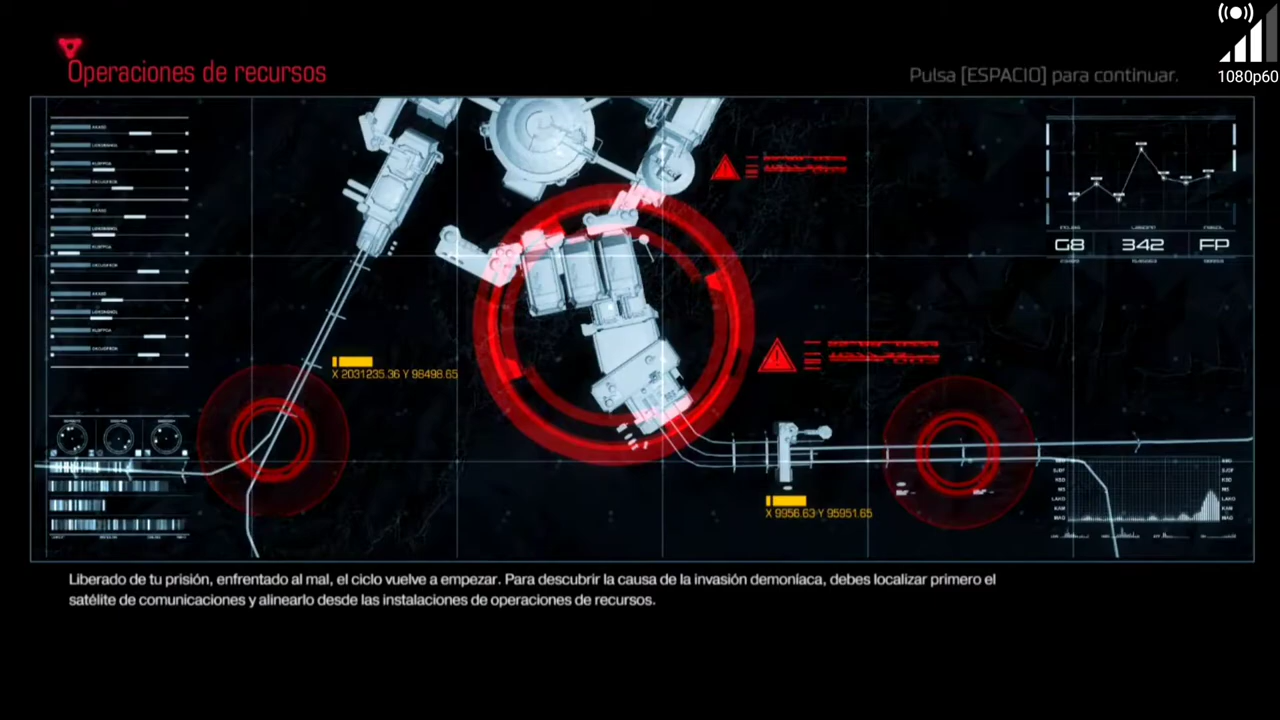 1080p60
Operaciones de recursos
Pulsa [ESPACIO] para continuar.
G8 342 FP
X 2031235.36 Y 98498.65
X 9956.63 Y 95951.65
Liberado de tu prisión, enfrentado al mal, el ciclo vuelve a empezar. Para descubrir la causa de la invasión demoníaca, debes localizar primero el
satélite de comunicaciones y alinearlo desde las instalaciones de operaciones de recursos.